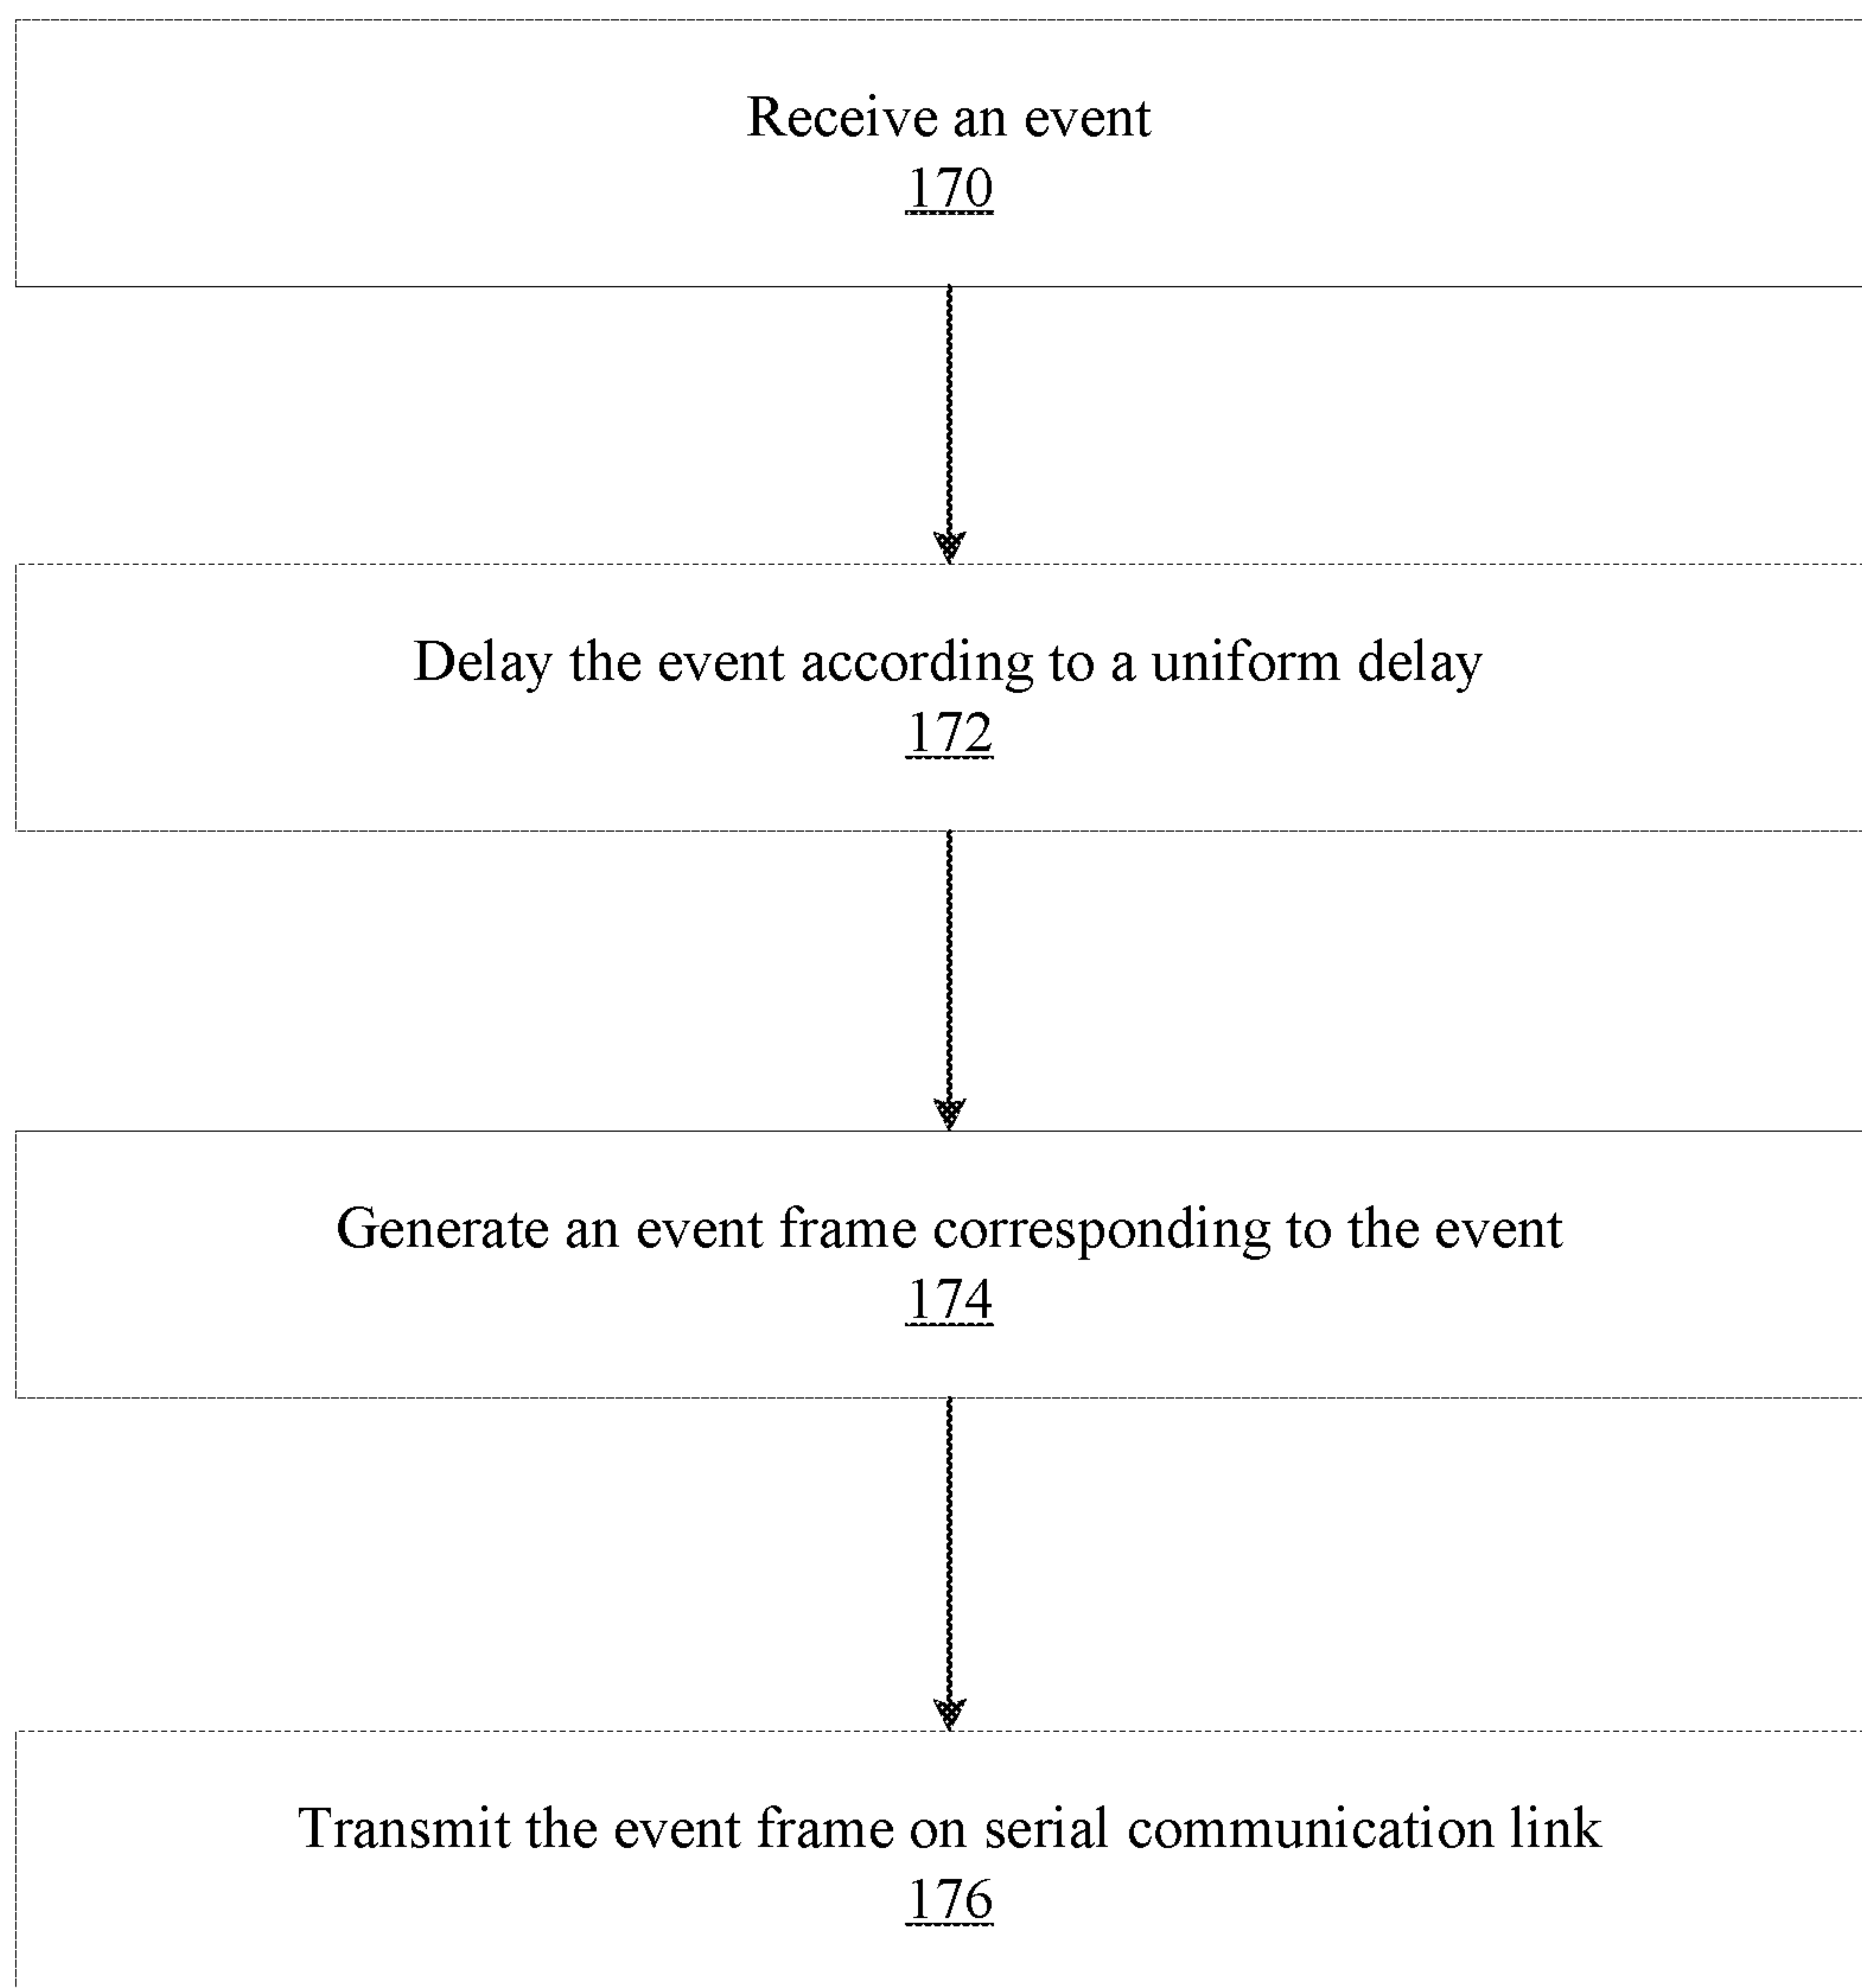 Receive an event
170
Delay the event according to a uniform delay
172
Generate an event frame corresponding to the event
174
Transmit the event frame on serial communication link
176